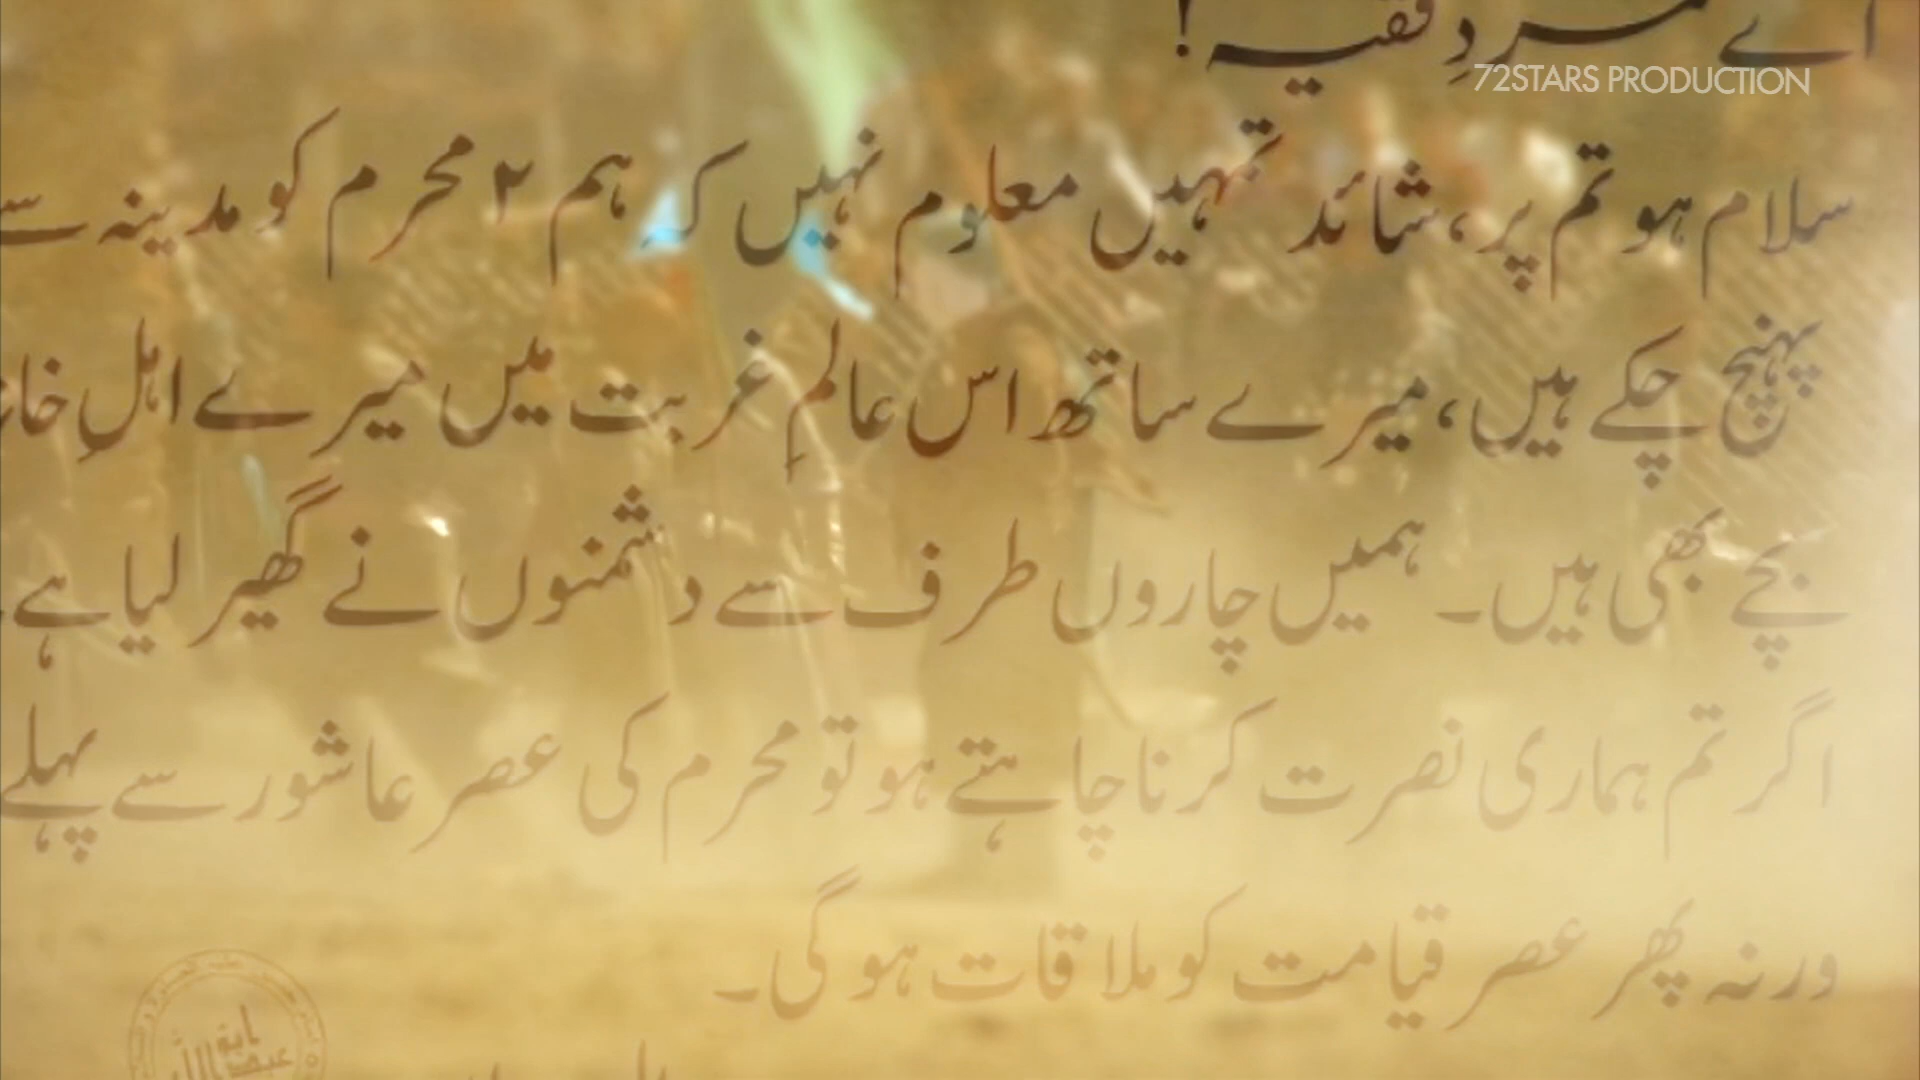 اے مردِ فقیہ!
72STARS PRODUCTION
سلام ہو تم پر، شائد تمہیں معلوم نہیں کہ ہم ۲ محرم کو مدینہ سے
پہنچ چکے ہیں، میرے ساتھ اس عالمِ غربت میں میرے اہلِ
بچے بھی ہیں۔ ہمیں چاروں طرف سے دشمنوں نے گھیر لیا ہے۔
اگر تم ہماری نصرت کرنا چاہتے ہو تو محرم کی عصر عاشور سے پہلے
ورنہ پھر عصر قیامت کو ملاقات ہو گی۔